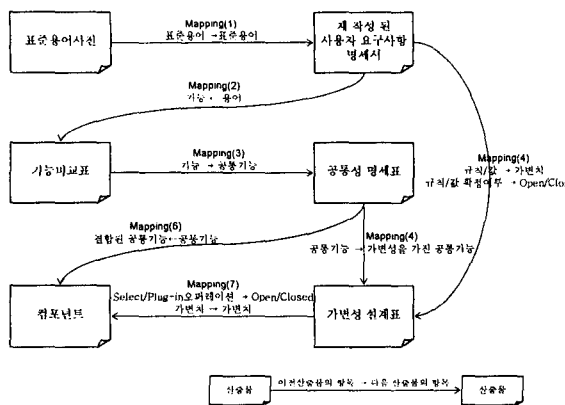 Mapping(1)
표준용어 → 표준용어
표준용어사전
재 작성 된
사용자 요구사항
명세서
Mapping(2)
기능 · 용어
Mapping(3)
기능 → 공통기능
기능비교표
공통성 명세표
Mapping(4)
규칙/값 → 가변치
규칙/값 확정여부 → Open/Clo
Mapping(6)
결합된 공통기능←공통기능
Mapping(4)
공통기능 → 가변성을 가진 공통기능
Mapping(7)
Select/Plug-in오퍼레이션 → Open/Closed
가변치 → 가변치
컴포넌트
가변성 설계표
산출물
이전산출물의 항목 → 다음 산출물의 항목
산출물